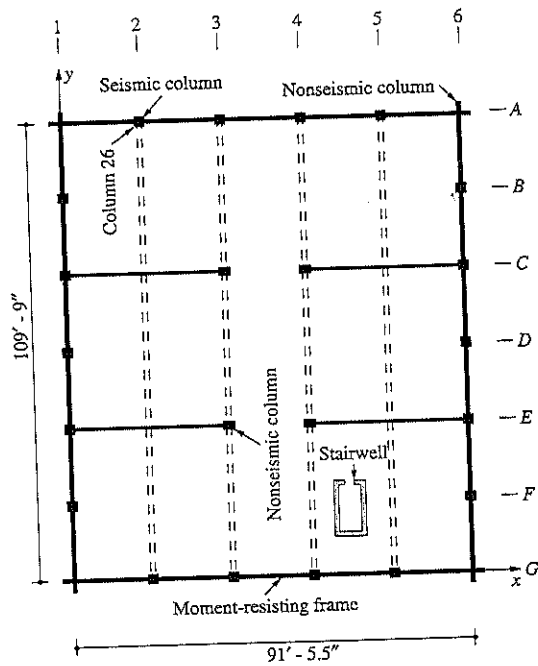 1 2 3 4 5 6
y
Seismic column
Nonseismic column
A
Column 26
B
C
109' - 9"
D
E
Nonseismic column
Stairwell
F
G
x
Moment-resisting frame
91' - 5.5"